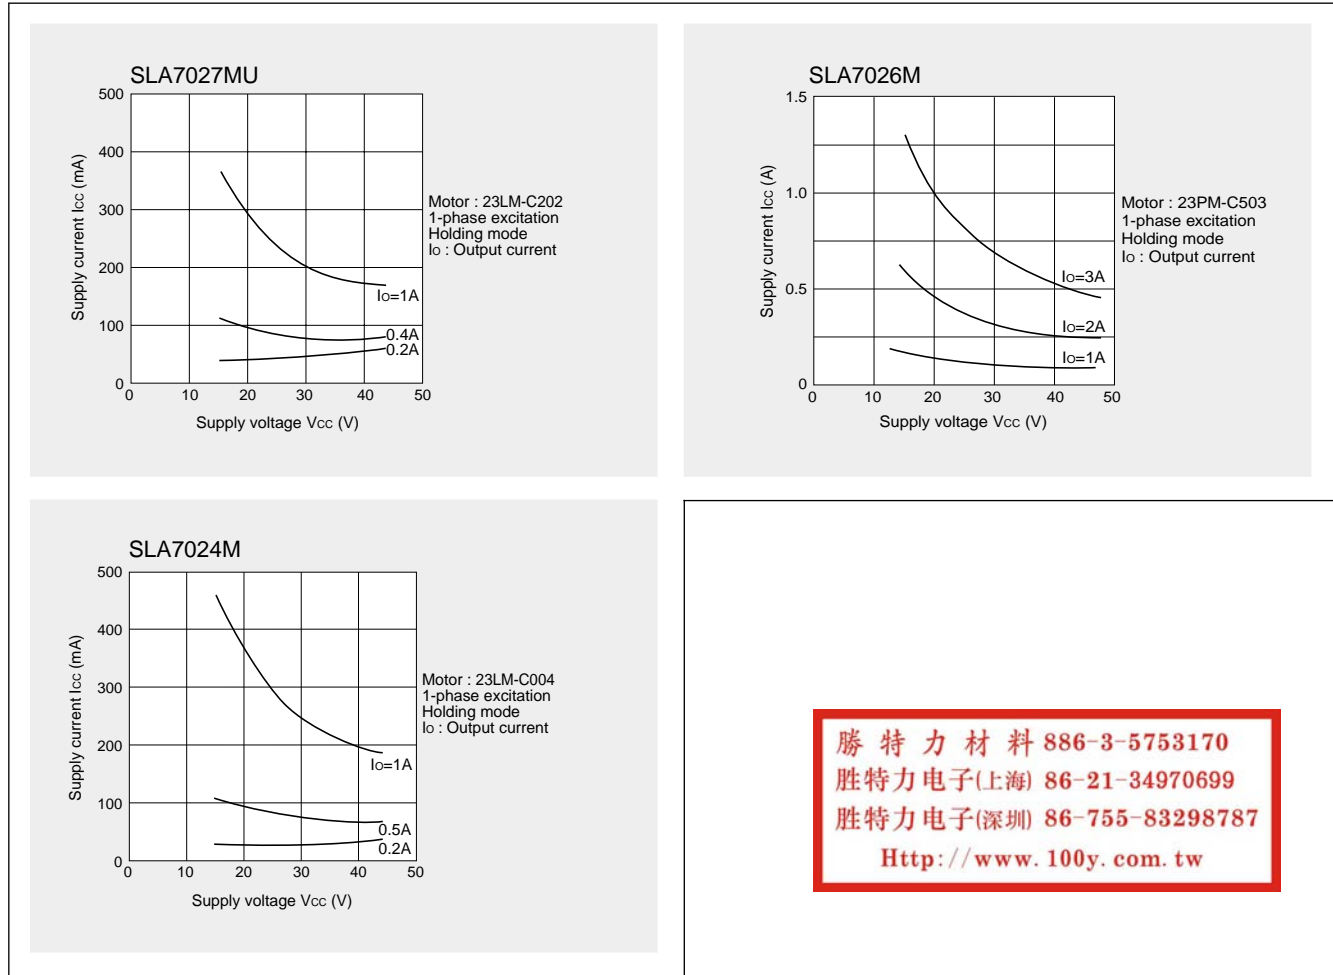 SLA7027MU
500
400
300
200
100
0
0 10 20 30 40 50
Supply current Icc (mA)
Supply voltage Vcc (V)
Io=1A
0.4A
0.2A
Motor : 23LM-C202
1-phase excitation
Holding mode
Io : Output current
SLA7026M
1.5
1.0
0.5
0
0 10 20 30 40 50
Supply current Icc (A)
Supply voltage Vcc (V)
Io=3A
Io=2A
Io=1A
Motor : 23PM-C503
1-phase excitation
Holding mode
Io : Output current
SLA7024M
500
400
300
200
100
0
0 10 20 30 40 50
Supply current Icc (mA)
Supply voltage Vcc (V)
Io=1A
0.5A
0.2A
Motor : 23LM-C004
1-phase excitation
Holding mode
Io : Output current
勝 特 力 材 料 886-3-5753170
胜特力电子(上海) 86-21-34970699
胜特力电子(深圳) 86-755-83298787
Http://www. 100y. com. tw